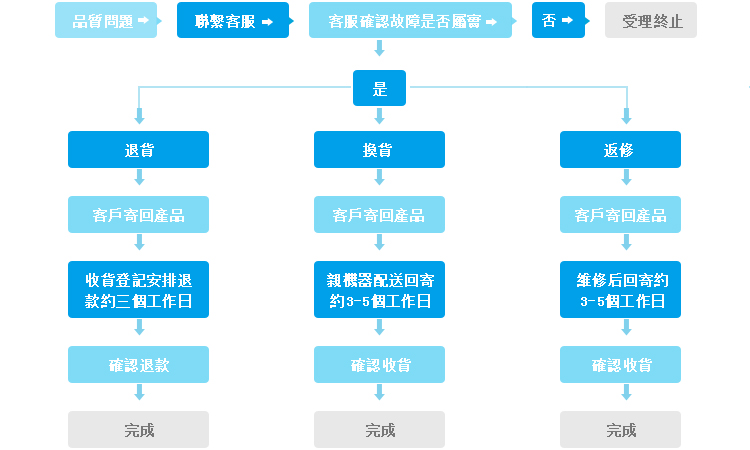 品質問題
聯繫客服
客服確認故障是否屬實
否
受理終止
是
退貨
換貨
返修
客戶寄回產品
客戶寄回產品
客戶寄回產品
收貨登記安排退
款約三個工作日
親機器配送回寄
約3-5個工作日
維修后回寄約
3-5個工作日
確認退款
確認收貨
確認收貨
完成
完成
完成